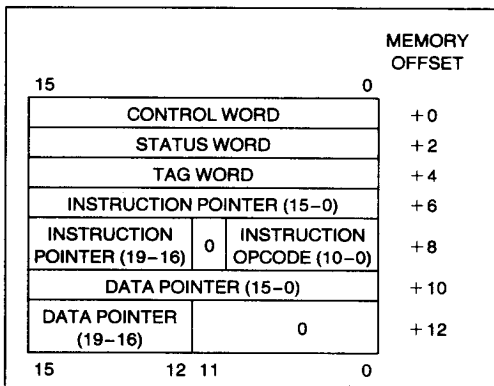 MEMORY
OFFSET
15 0
CONTROL WORD +0
STATUS WORD +2
TAG WORD +4
INSTRUCTION POINTER (15–0) +6
INSTRUCTION
POINTER (19–16)
0
INSTRUCTION
OPCODE (10–0)
+8
DATA POINTER (15–0) +10
DATA POINTER
(19–16)
0
+12
15 12 11 0